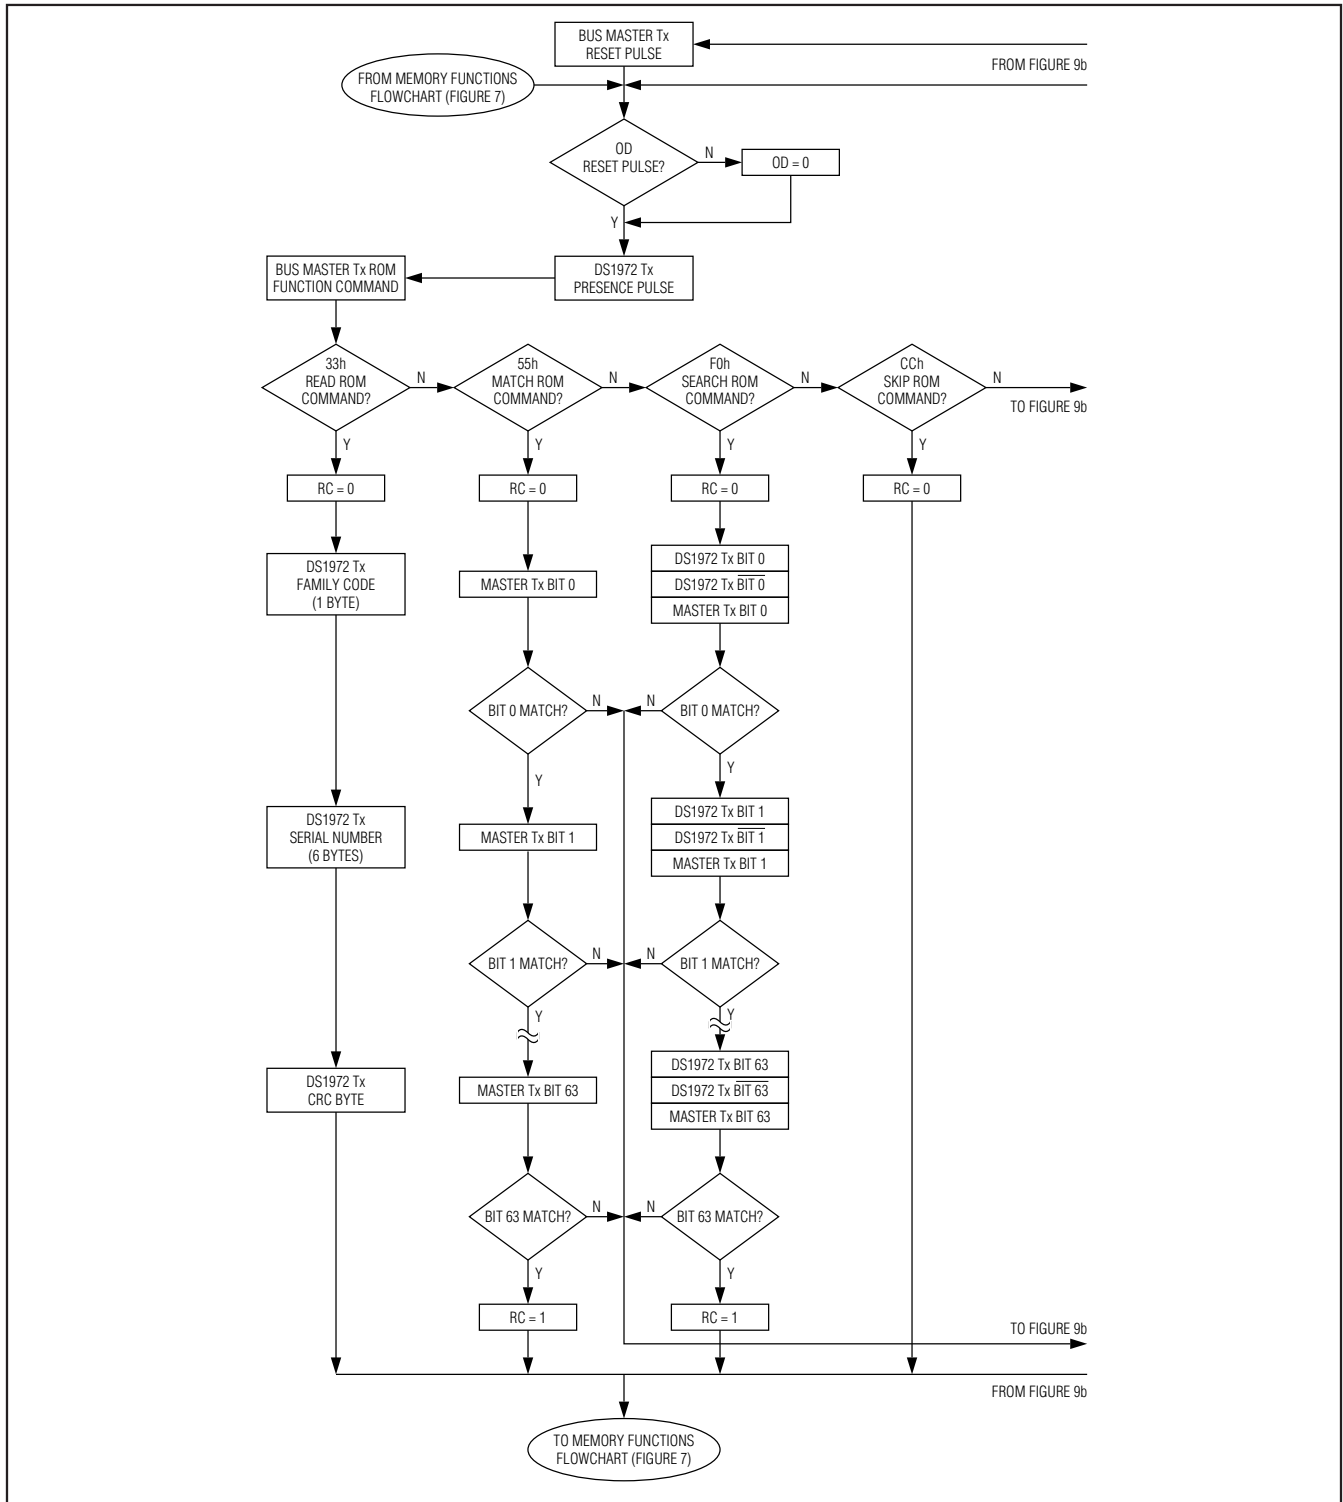 BUS MASTER Tx
RESET PULSE
FROM FIGURE 9b
FROM MEMORY FUNCTIONS
FLOWCHART (FIGURE 7)
OD
RESET PULSE?
N
OD = 0
Y
BUS MASTER Tx ROM
FUNCTION COMMAND
DS1972 Tx
PRESENCE PULSE
33h
READ ROM
COMMAND?
N
55h
MATCH ROM
COMMAND?
N
F0h
SEARCH ROM
COMMAND?
N
CCh
SKIP ROM
COMMAND?
N
TO FIGURE 9b
Y
Y
Y
Y
RC = 0
RC = 0
RC = 0
RC = 0
DS1972 Tx
FAMILY CODE
(1 BYTE)
MASTER Tx BIT 0
DS1972 Tx BIT 0
DS1972 Tx B̅I̅T̅ ̅0̅
MASTER Tx BIT 0
BIT 0 MATCH?
N
N
BIT 0 MATCH?
Y
Y
DS1972 Tx
SERIAL NUMBER
(6 BYTES)
MASTER Tx BIT 1
DS1972 Tx BIT 1
DS1972 Tx B̅I̅T̅ ̅1̅
MASTER Tx BIT 1
BIT 1 MATCH?
N
N
BIT 1 MATCH?
Y
Y
DS1972 Tx
CRC BYTE
MASTER Tx BIT 63
DS1972 Tx BIT 63
DS1972 Tx B̅I̅T̅ ̅6̅3̅
MASTER Tx BIT 63
BIT 63 MATCH?
N
N
BIT 63 MATCH?
Y
Y
RC = 1
RC = 1
TO FIGURE 9b
FROM FIGURE 9b
TO MEMORY FUNCTIONS
FLOWCHART (FIGURE 7)